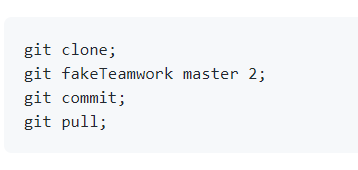 git clone;
git fakeTeamwork master 2;
git commit;
git pull;